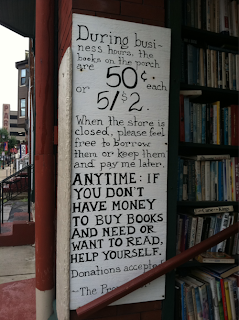 During busi-
ness hours, the
books on the porch
are 50¢ each
or 5/$2.
When the store is
closed, please feel
free to borrow
them or keep them
and pay me later.
ANYTIME: IF
YOU DON'T
HAVE MONEY
TO BUY BOOKS
AND NEED OR
WANT TO READ,
HELP YOURSELF.
Donations accepted
~The